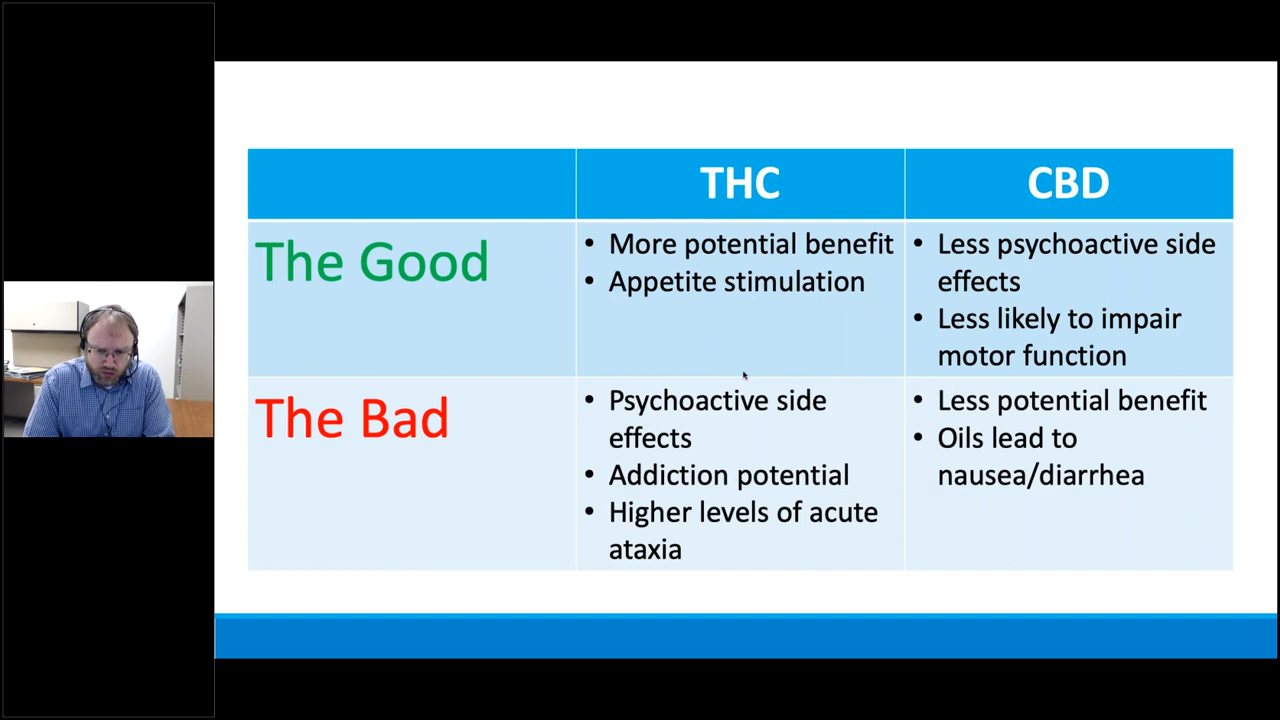 THC
CBD
The Good
• More potential benefit
• Appetite stimulation
• Less psychoactive side
effects
• Less likely to impair
motor function
The Bad
• Psychoactive side
effects
• Addiction potential
• Higher levels of acute
ataxia
• Less potential benefit
• Oils lead to
nausea/diarrhea